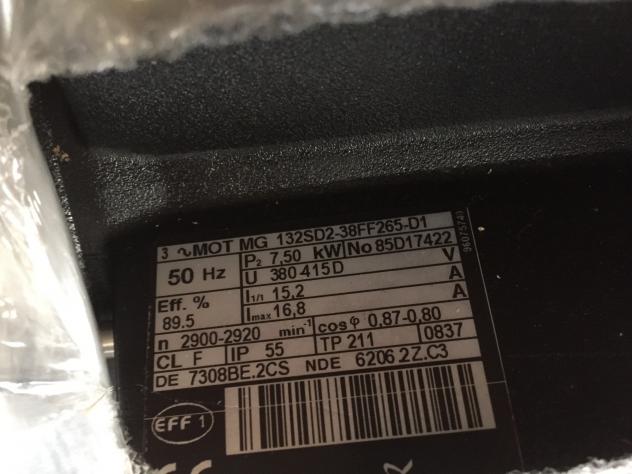 3 ~MOT MG 132SD2-38FF265-D1
50 Hz P2 7,50 kW No 85D17422
U 380 415D V
Eff. % I1/1 15,2 A
89.5 Imax 16,8 A
n 2900-2920 min-1 cos φ 0,87-0,80
CL F IP 55 TP 211 0837
DE 7308BE.2CS NDE 6206.2Z.C3
EFF 1
96075740